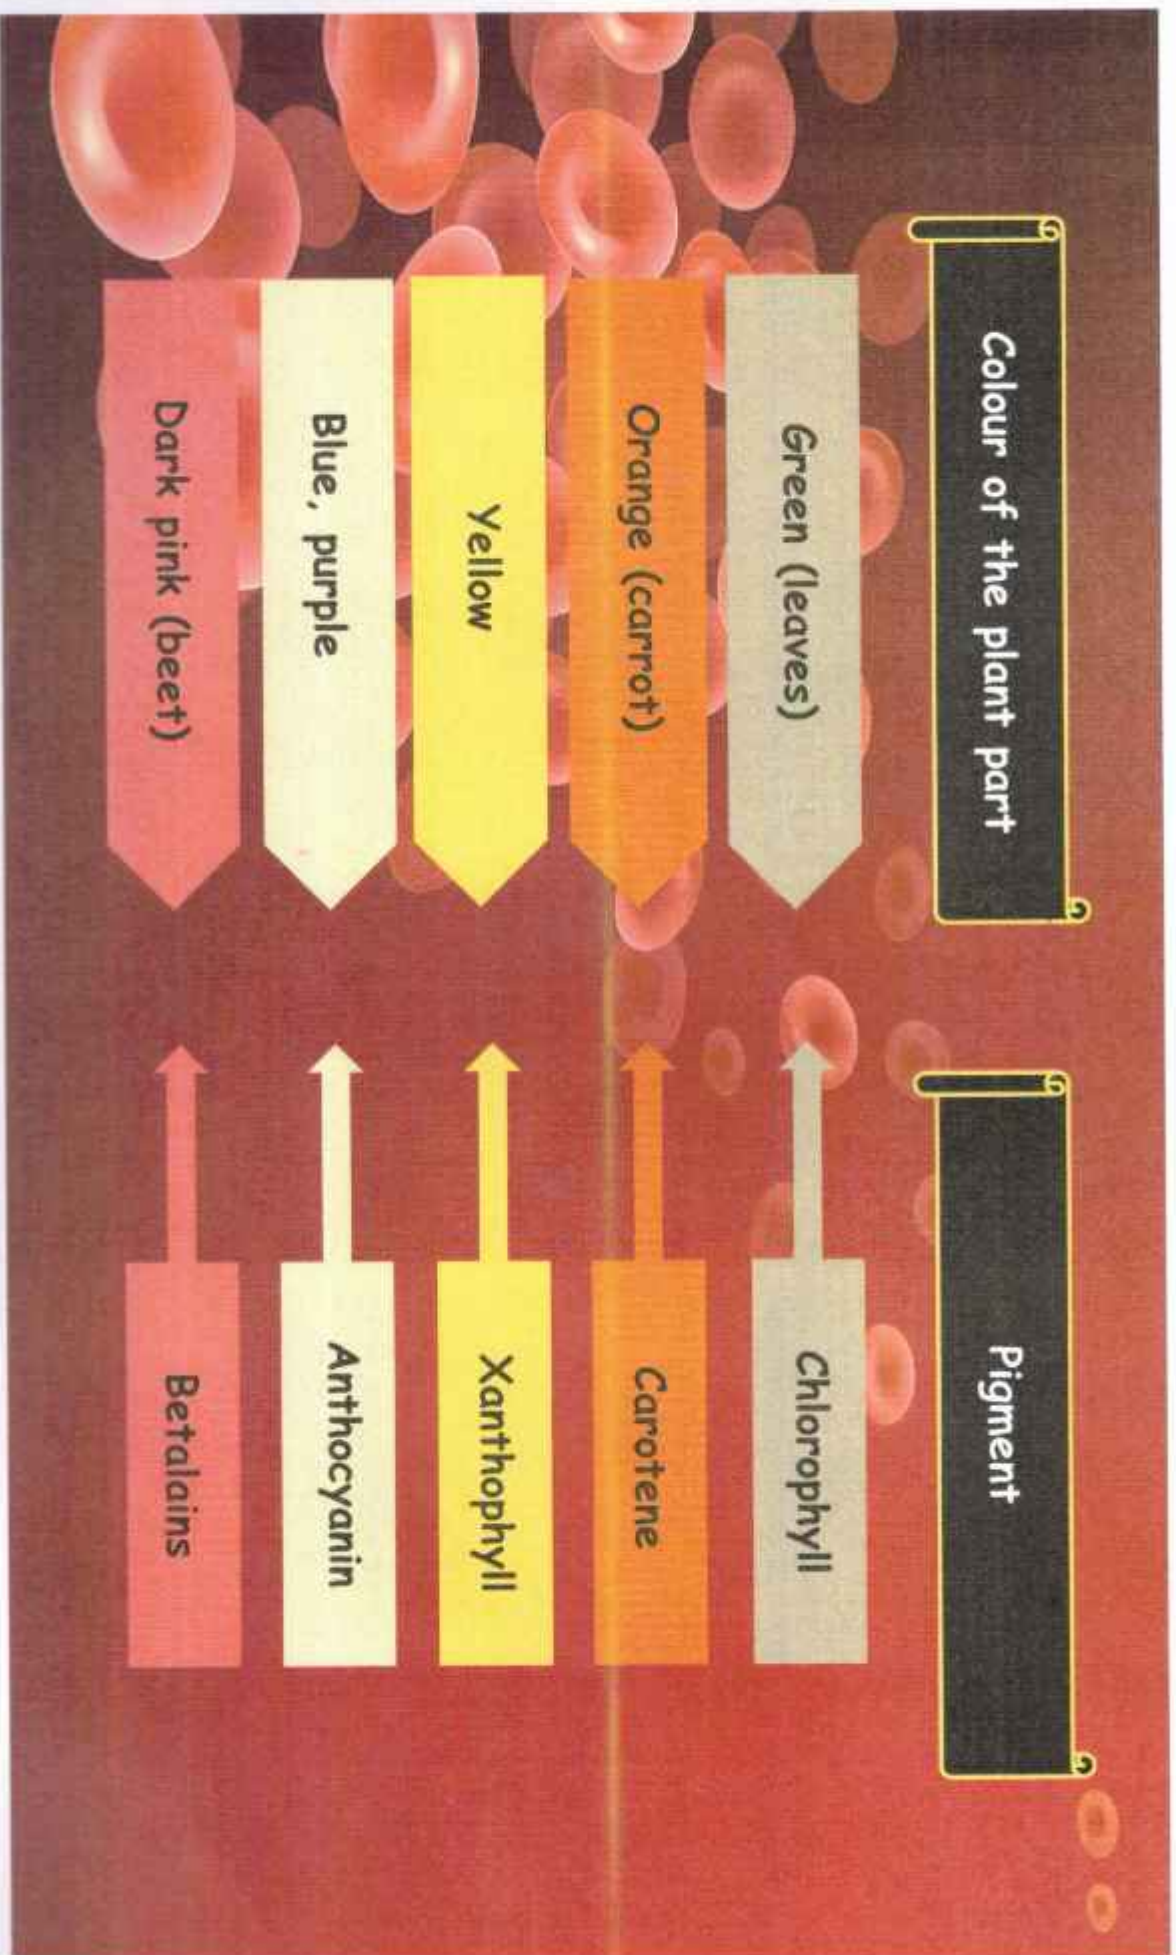 Colour of the plant part
Pigment
Green (leaves)
Chlorophyll
Orange (carrot)
Carotene
Yellow
Xanthophyll
Blue, purple
Anthocyanin
Dark pink (beet)
Betalains